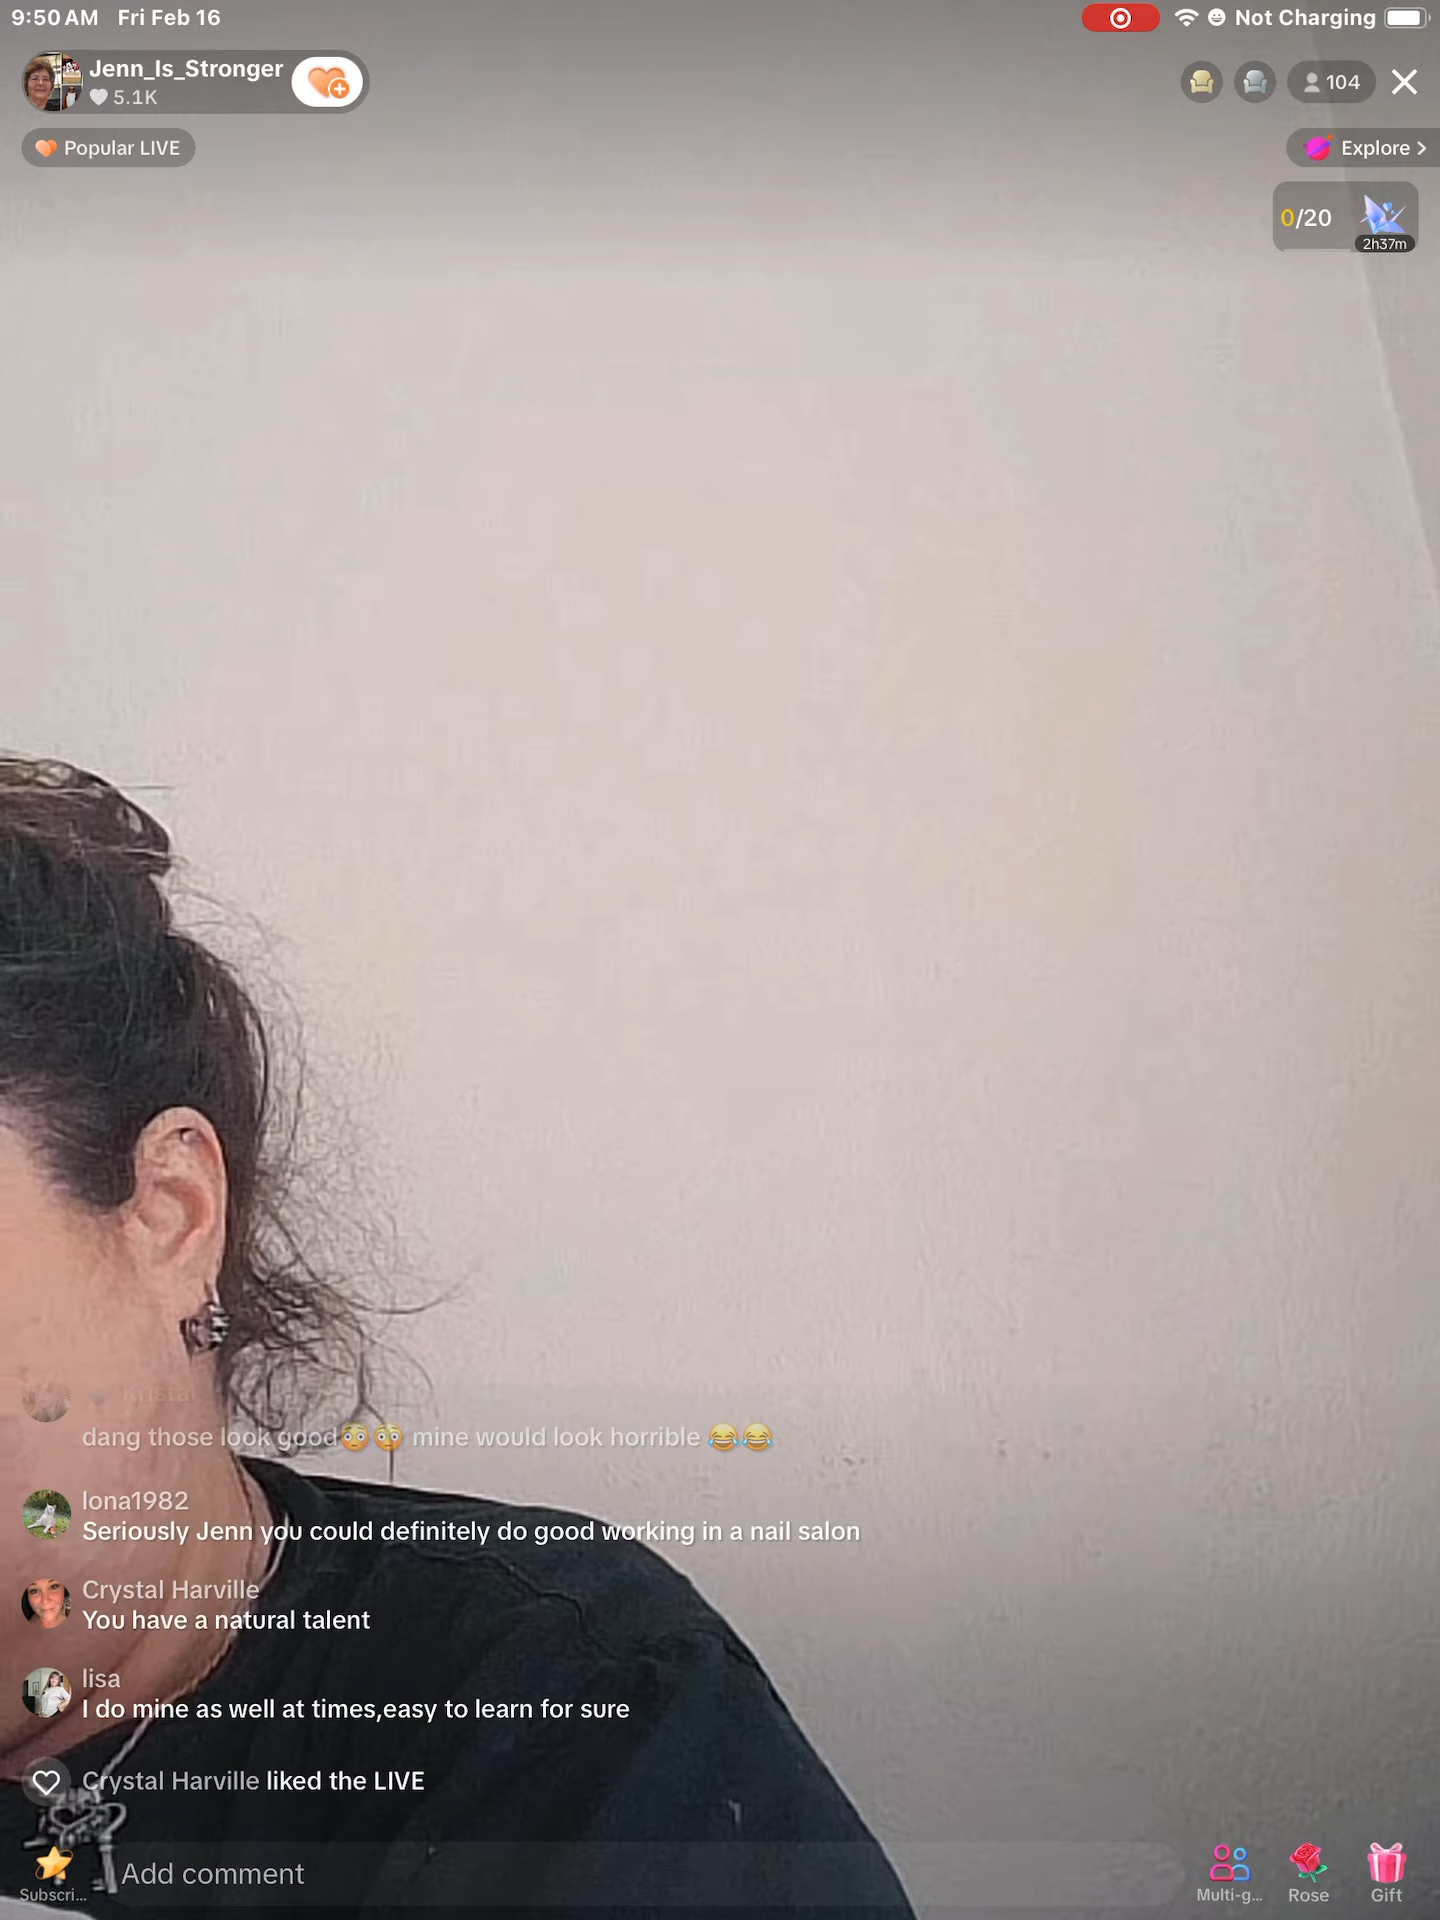 9:50 AM Fri Feb 16
Not Charging
Jenn_Is_Stronger
5.1K
104
Popular LIVE
Explore >
0/20
2h37m
Kristal
dang those look good😳😳 mine would look horrible 😂😂
lona1982
Seriously Jenn you could definitely do good working in a nail salon
Crystal Harville
You have a natural talent
lisa
I do mine as well at times,easy to learn for sure
Crystal Harville liked the LIVE
Add comment
Subscri...
Multi-g...
Rose
Gift